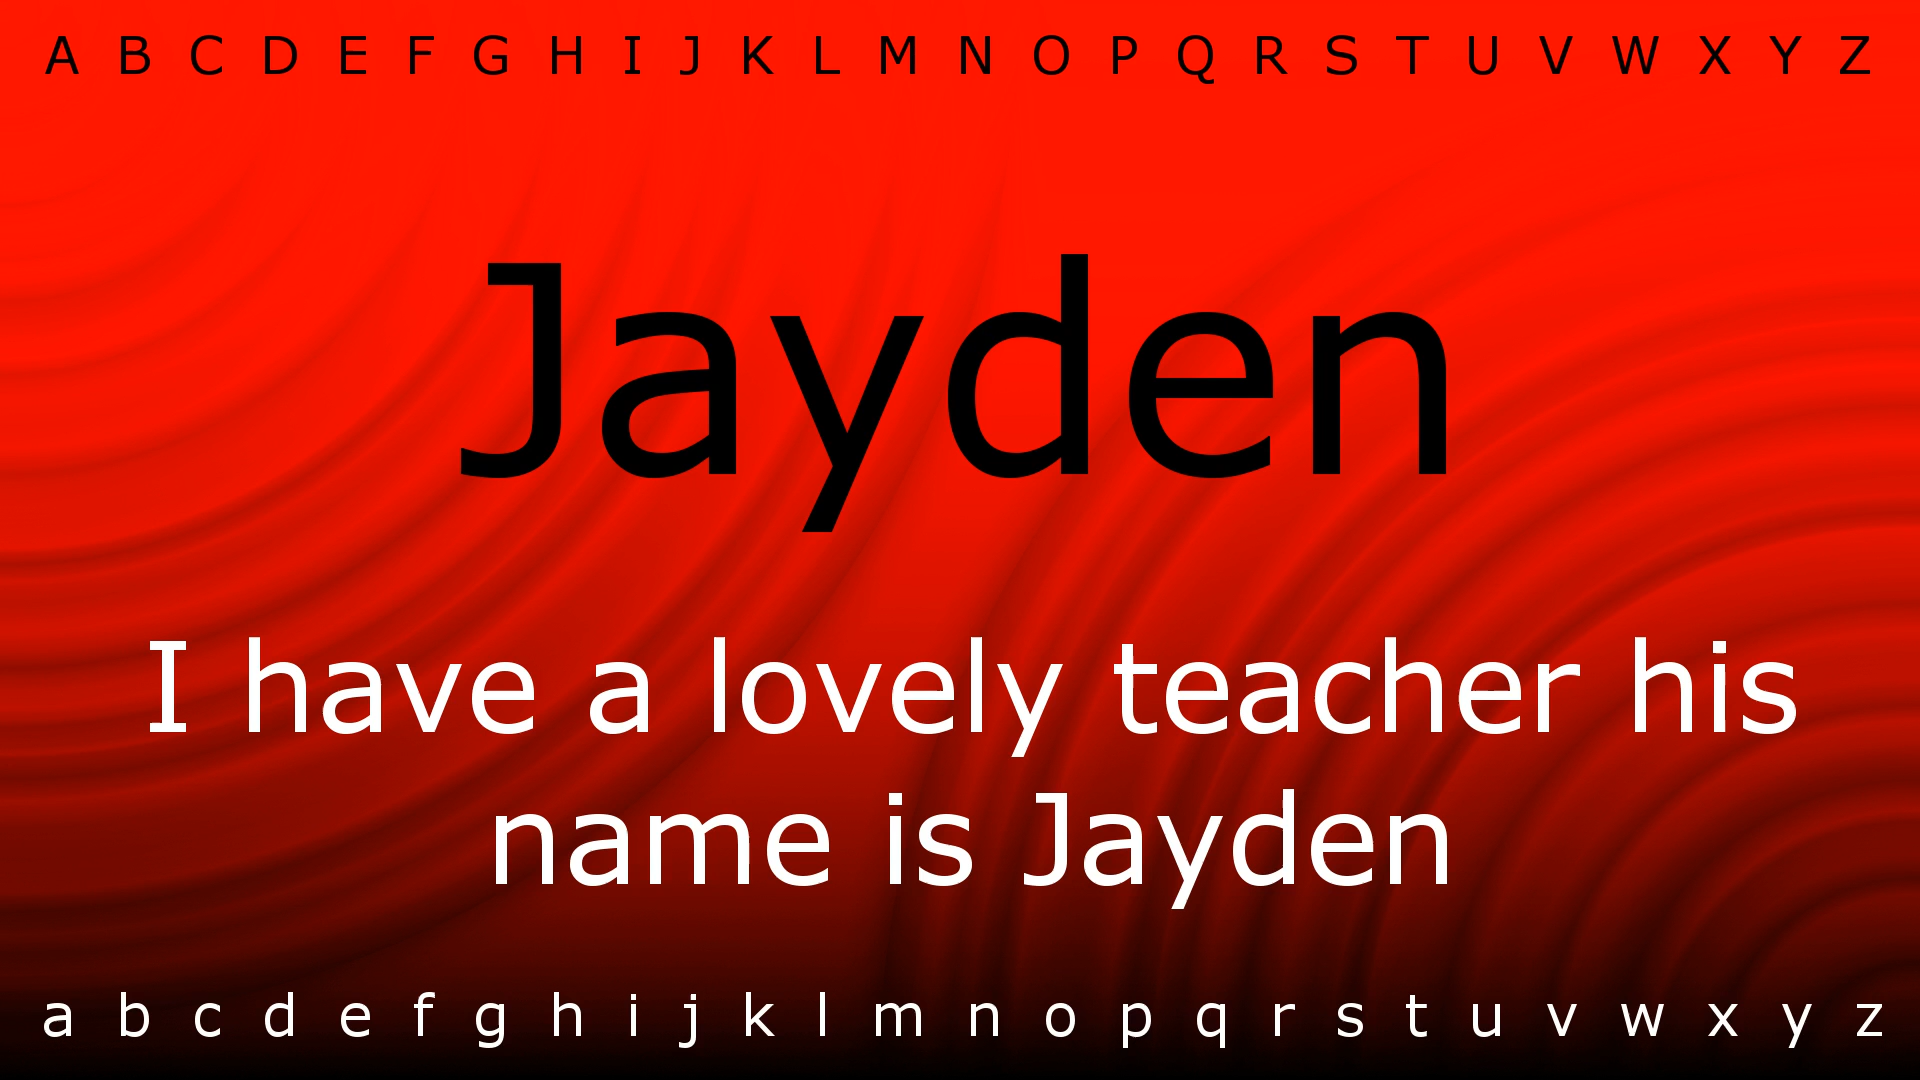 A B C D E F G H I J K L M N O P Q R S T U V W X Y Z
Jayden
I have a lovely teacher his
name is Jayden
a b c d e f g h i j k l m n o p q r s t u v w x y z